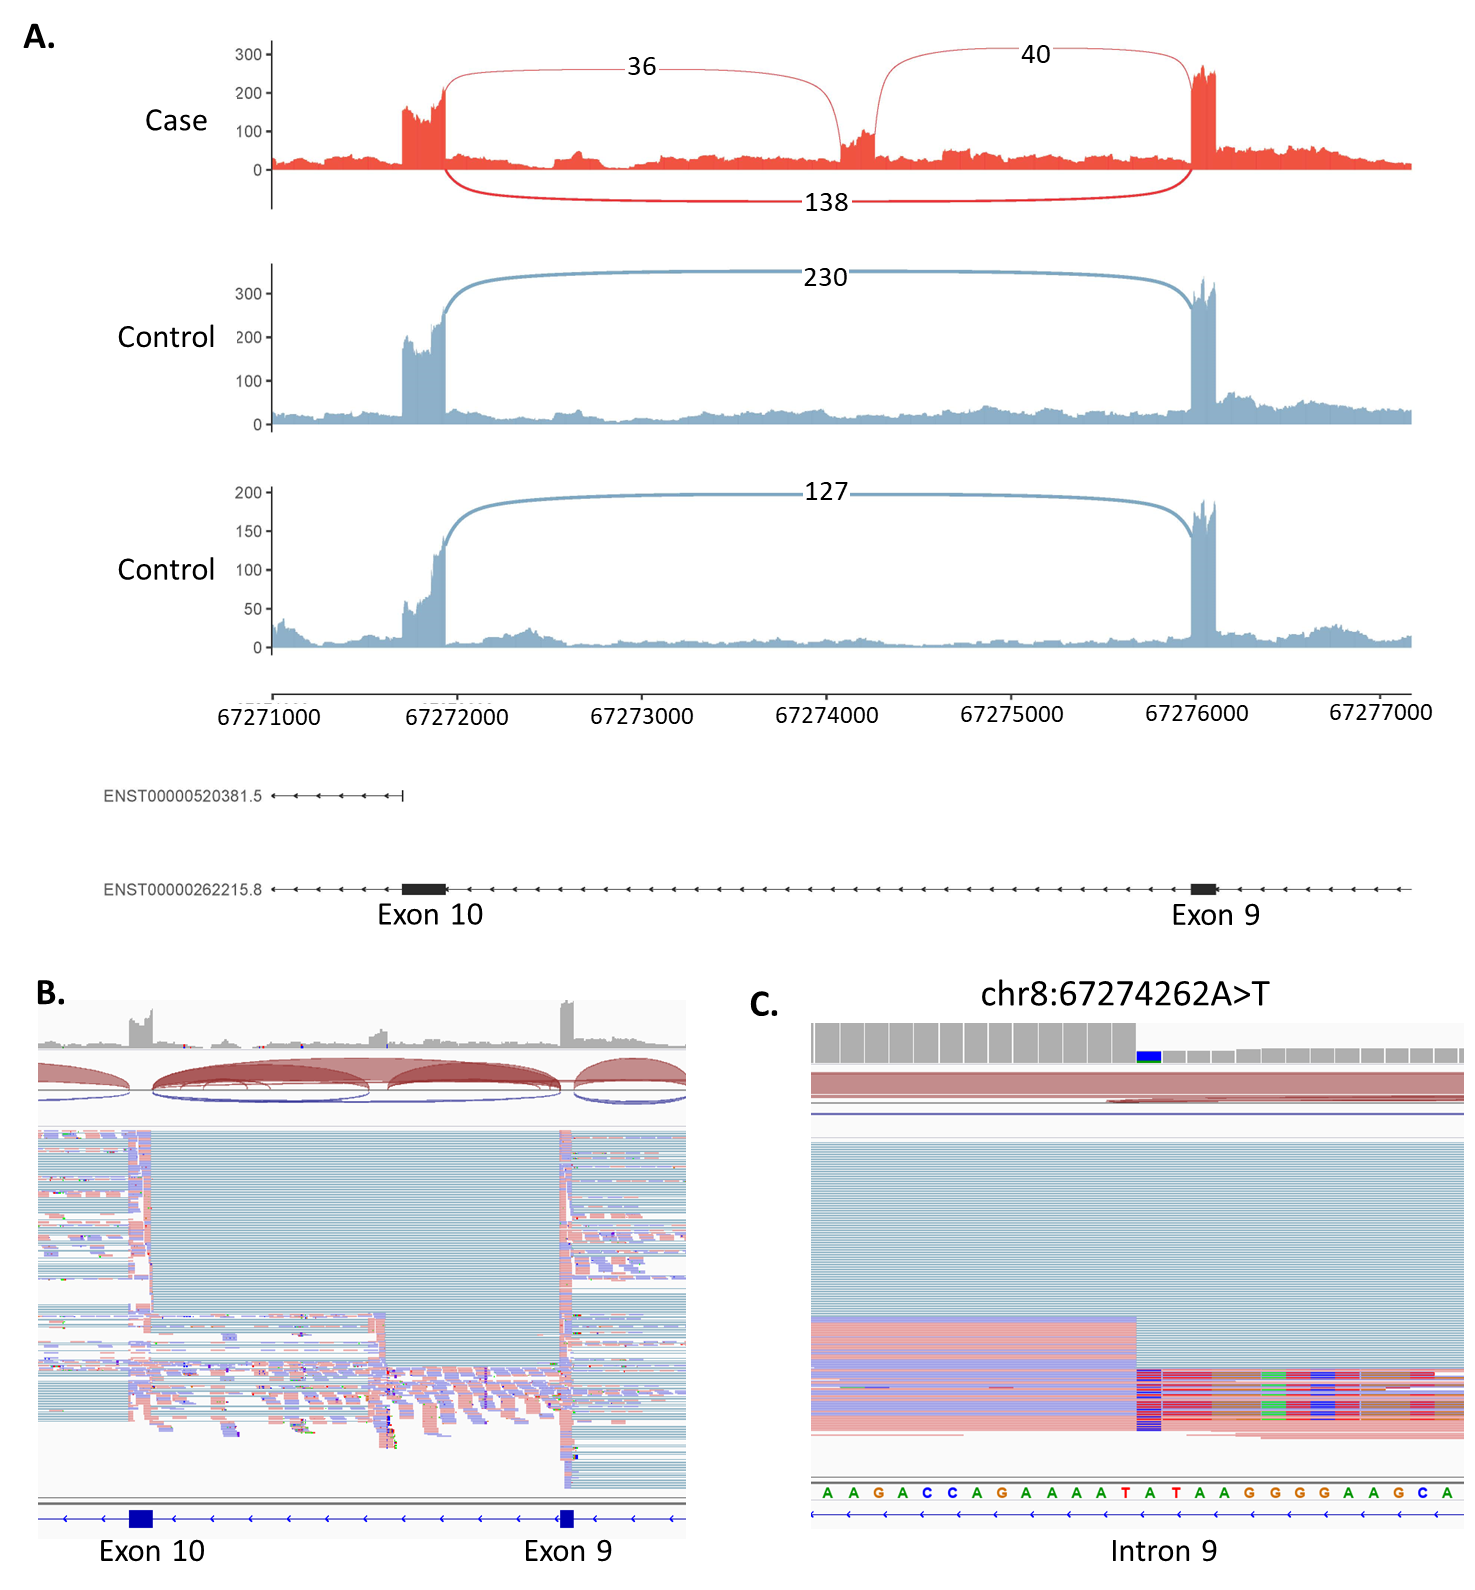 A.
Case
300
200
100
0
36
40
138
Control
300
200
100
0
230
Control
200
150
100
50
0
127
67271000 67272000 67273000 67274000 67275000 67276000 67277000
ENST00000520381.5
ENST00000262215.8
Exon 10 Exon 9
B.
Exon 10 Exon 9
C.
chr8:67274262A>T
A A G A C C A G A A A A T A T A A G G G G A A G C A
Intron 9